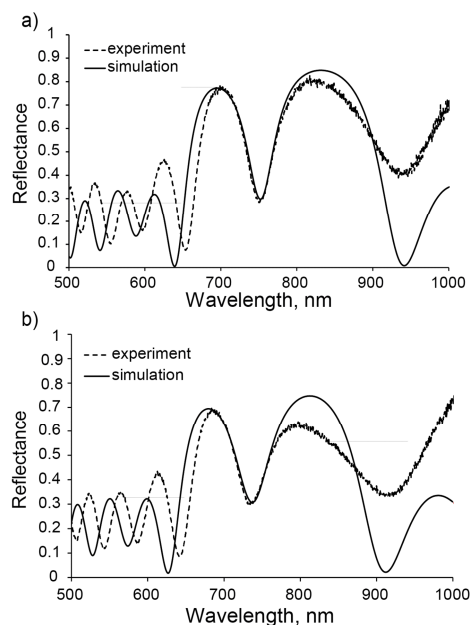 a)
experiment
simulation
1
0.9
0.8
0.7
0.6
0.5
0.4
0.3
0.2
0.1
0
Reflectance
500 600 700 800 900 1000
Wavelength, nm
b)
experiment
simulation
1
0.9
0.8
0.7
0.6
0.5
0.4
0.3
0.2
0.1
0
Reflectance
500 600 700 800 900 1000
Wavelength, nm